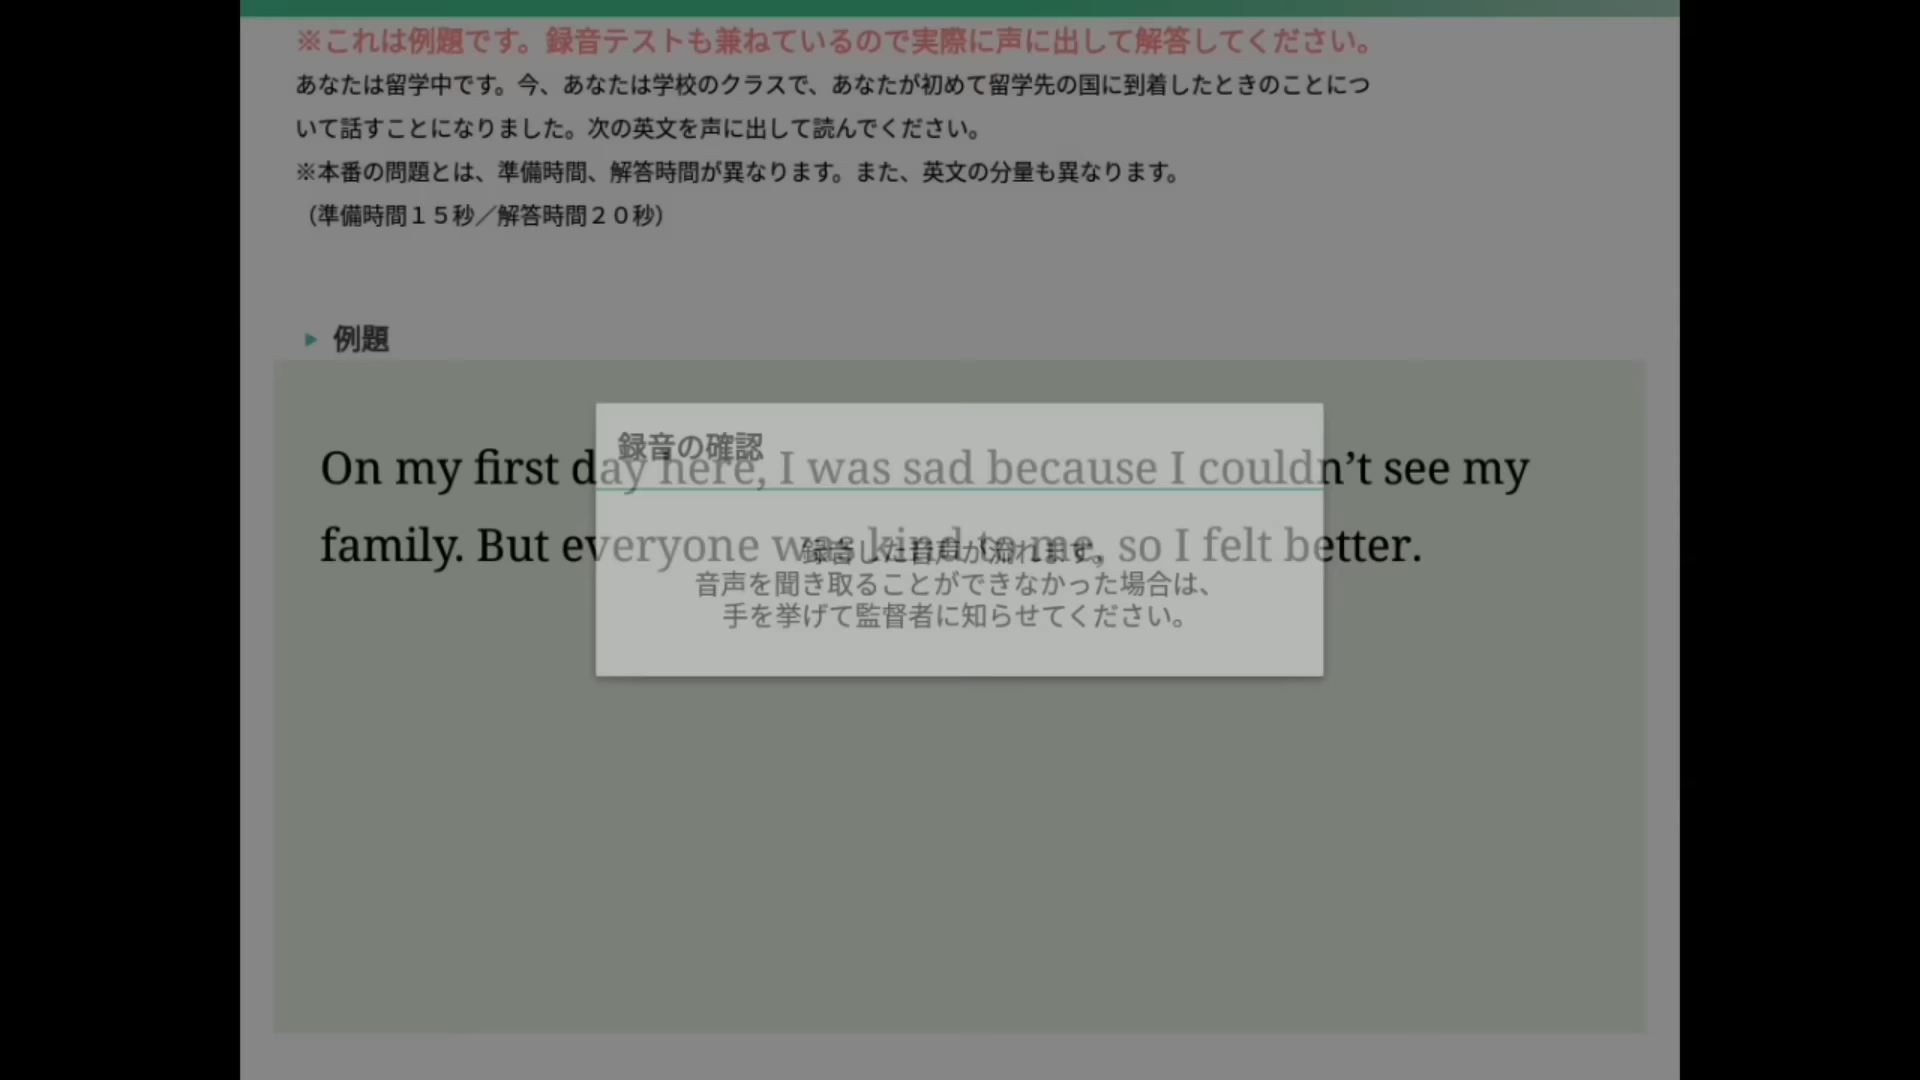 ※これは例題です。録音テストも兼ねているので実際に声に出して解答してください。
あなたは留学中です。今、あなたは学校のクラスで、あなたが初めて留学先の国に到着したときのことにつ
いて話すことになりました。次の英文を声に出して読んでください。
※本番の問題とは、準備時間、解答時間が異なります。また、英文の分量も異なります。
（準備時間１５秒／解答時間２０秒）
例題
録音の確認
On my first day here, I was sad because I couldn’t see my
family. But everyone was kind to me, so I felt better.
録音した音声が流れます。
音声を聞き取ることができなかった場合は、
手を挙げて監督者に知らせてください。